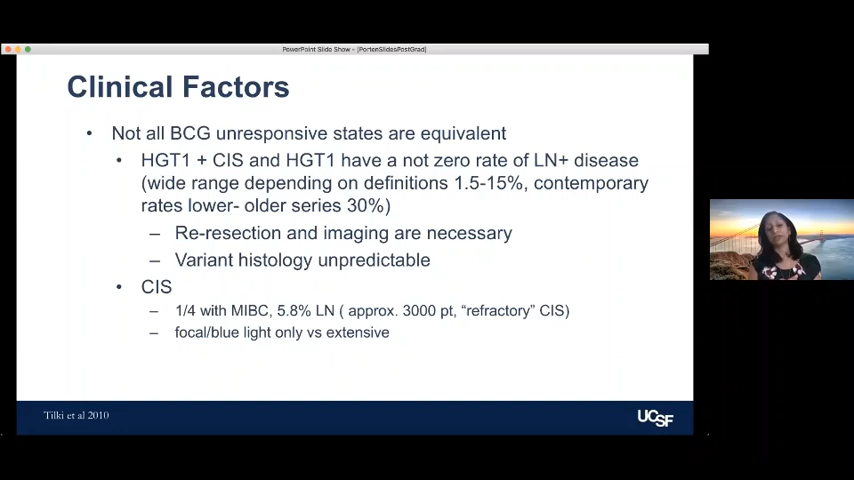 PowerPoint Slide Show - [PortenSlidesPostGrad]
Clinical Factors
• Not all BCG unresponsive states are equivalent
• HGT1 + CIS and HGT1 have a not zero rate of LN+ disease
(wide range depending on definitions 1.5-15%, contemporary
rates lower- older series 30%)
– Re-resection and imaging are necessary
– Variant histology unpredictable
• CIS
– 1/4 with MIBC, 5.8% LN ( approx. 3000 pt, “refractory” CIS)
– focal/blue light only vs extensive
Tilki et al 2010
UCSF